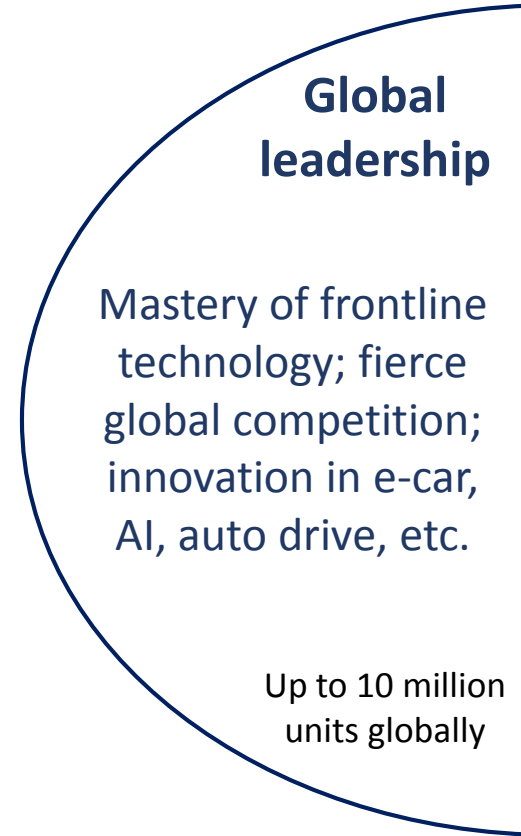 Global
leadership
Mastery of frontline
technology; fierce
global competition;
innovation in e-car,
AI, auto drive, etc.
Up to 10 million
units globally